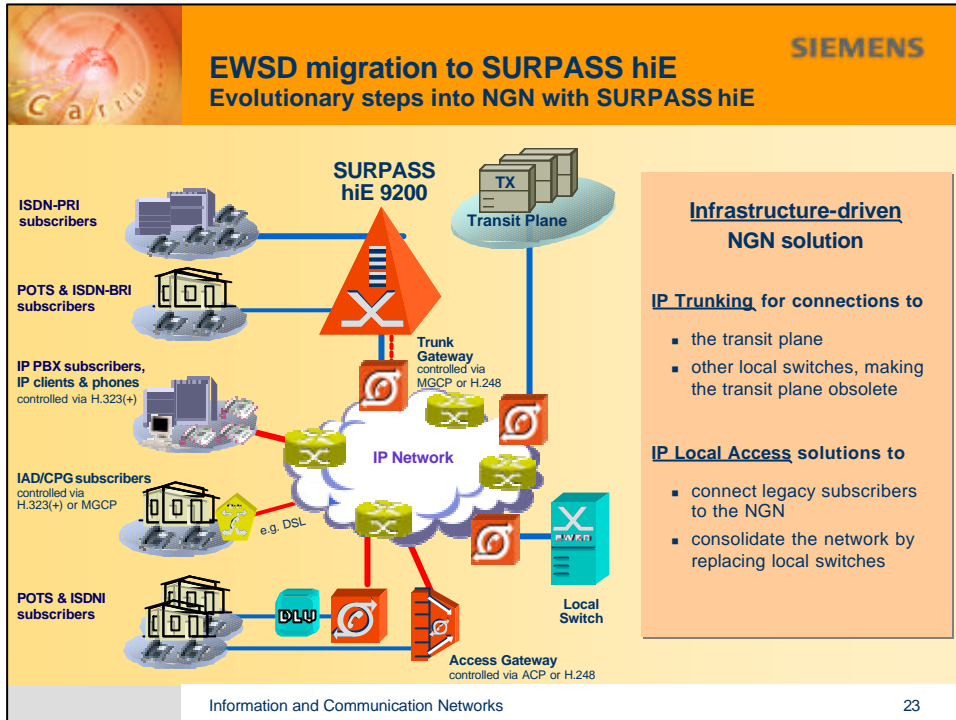 Cartr
SIEMENS
EWSD migration to SURPASS hiE
Evolutionary steps into NGN with SURPASS hiE
SURPASS
hiE 9200
TX
Transit Plane
ISDN-PRI
subscribers
POTS & ISDN-BRI
subscribers
Trunk
Gateway
controlled via
MGCP or H.248
IP PBX subscribers,
IP clients & phones
controlled via H.323(+)
IP Network
IAD/CPG subscribers
controlled via
H.323(+) or MGCP
e.g. DSL
EWSD
Local
Switch
POTS & ISDNI
subscribers
DLU
Access Gateway
controlled via ACP or H.248
Infrastructure-driven
NGN solution
IP Trunking for connections to
▪ the transit plane
▪ other local switches, making
the transit plane obsolete
IP Local Access solutions to
▪ connect legacy subscribers
to the NGN
▪ consolidate the network by
replacing local switches
Information and Communication Networks
23